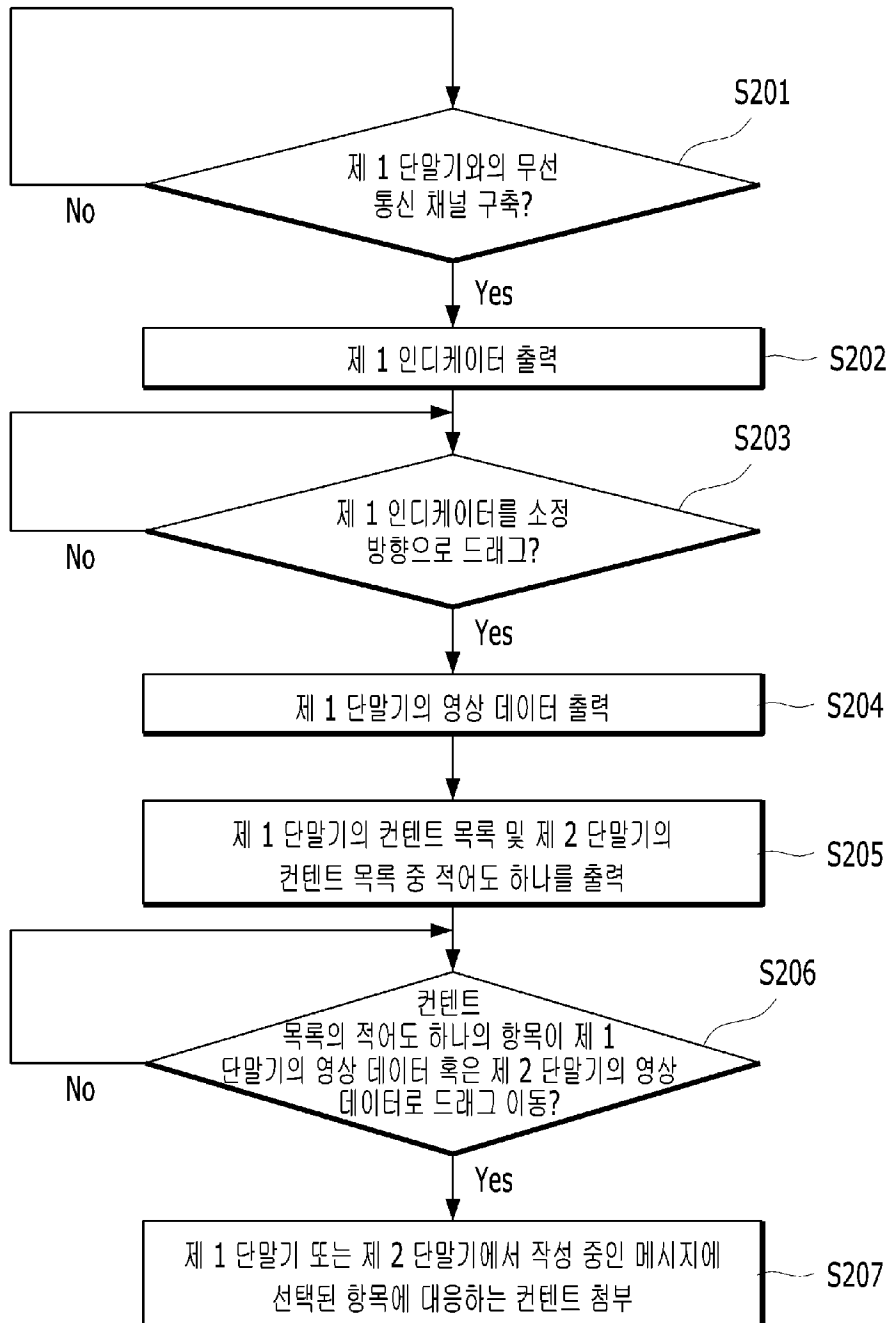 S201
제 1 단말기와의 무선
통신 채널 구축?
No
Yes
제 1 인디케이터 출력
S202
S203
제 1 인디케이터를 소정
방향으로 드래그?
No
Yes
제 1 단말기의 영상 데이터 출력
S204
제 1 단말기의 컨텐트 목록 및 제 2 단말기의
컨텐트 목록 중 적어도 하나를 출력
S205
S206
컨텐트
목록의 적어도 하나의 항목이 제 1
단말기의 영상 데이터 혹은 제 2 단말기의 영상
데이터로 드래그 이동?
No
Yes
제 1 단말기 또는 제 2 단말기에서 작성 중인 메시지에
선택된 항목에 대응하는 컨텐트 첨부
S207